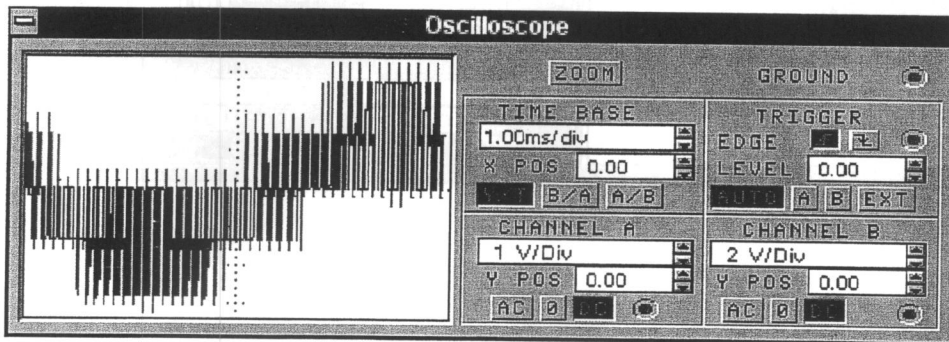 Oscilloscope
ZOOM GROUND
TIME BASE
1.00ms/div
X POS 0.00
Y/T B/A A/B
TRIGGER
EDGE
LEVEL 0.00
AUTO A B EXT
CHANNEL A
1 V/Div
Y POS 0.00
AC 0 DC
CHANNEL B
2 V/Div
Y POS 0.00
AC 0 DC